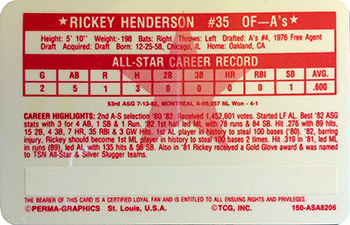 RICKEY HENDERSON #35 OF—A's
Height: 5' 10" Weight:-198 Bats: Right Throws: Left Drafted: A's #4, 1976 Free Agent
Draft Acquired: Draft Born: 12-25-58, Chicago, IL Home: Oakland, CA
ALL-STAR CAREER RECORD
G AB R H 2B 3B HR RBI SB AVG.
2 5 1 3 0 0 0 0 1 .600
53rd ASG 7-13-82, MONTREAL A-59,057 NL Won - 4-1
CAREER HIGHLIGHTS: 2nd A-S selection '80 '82. Received 1,452,601 votes. Started LF AL. Best '82 ASG
stats with 3 for 4 AB, 1 SB & 1 Run. '82 1st half led ML with 76 runs & 84 SB. Hit .276 with 89 hits,
15 2B, 4 3B, 7 HR, 35 RBI & 3 GW Hits. 1st AL player in history to steal 100 bases ('80). '82, barring
injury, Rickey should become 1st ML player in history to steal 100 bases 2 times. Hit .319 in '81, led ML
in runs (89), led AL with 135 hits & 56 SB. Also in '81 Rickey received a Gold Glove award & was named
to TSN All-Star & Silver Slugger teams.
THE BEARER OF THIS CARD IS A CERTIFIED LOYAL FAN AND IS ENTITLED TO ALL ENSUING RIGHTS AND PRIVILEGES.
©PERMA-GRAPHICS St. Louis, U.S.A. ©TCG, INC. 150-ASA8206